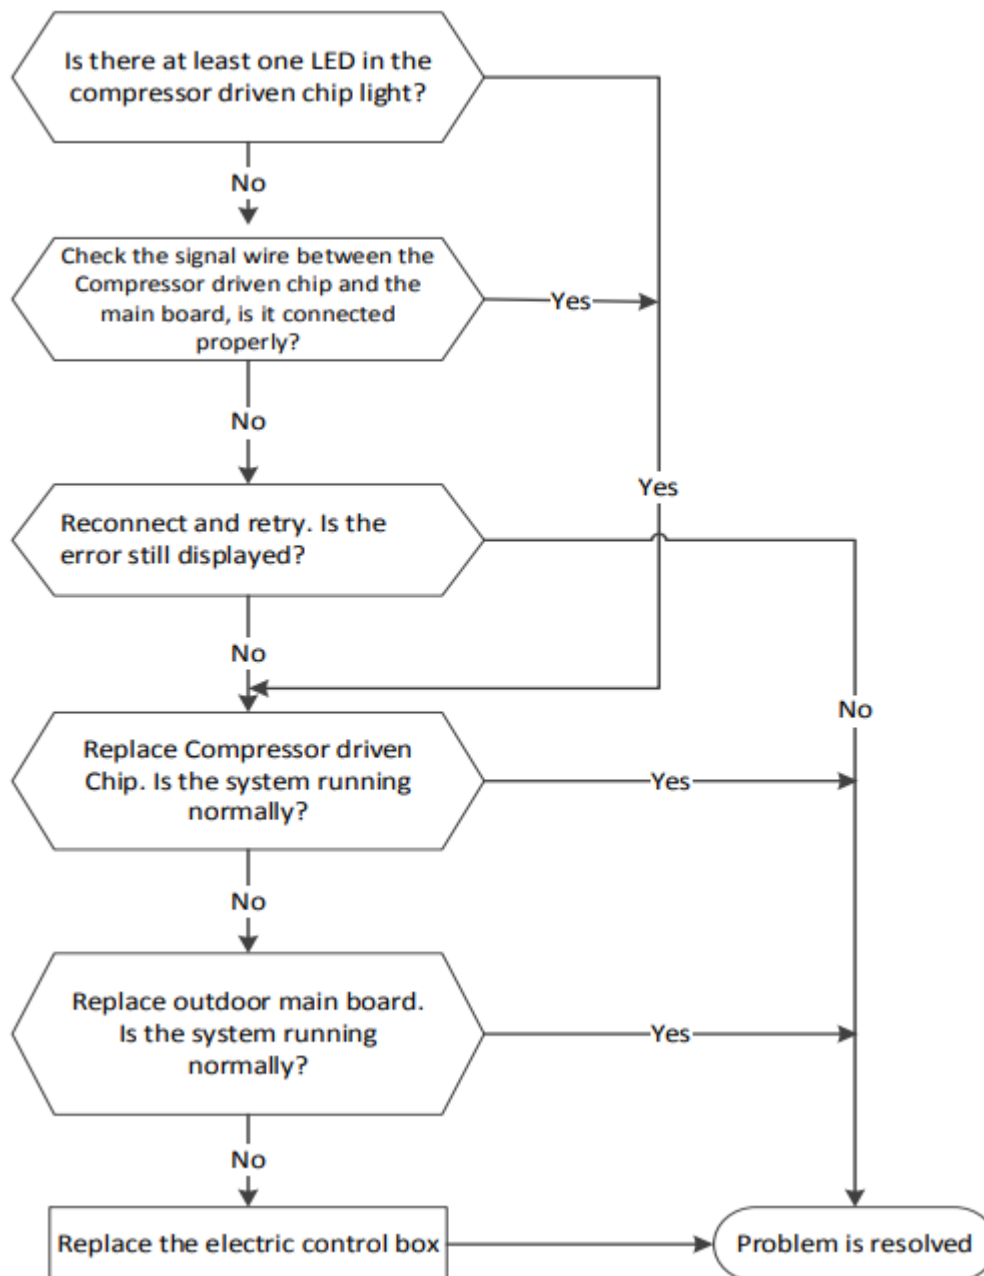 Is there at least one LED in the
compressor driven chip light?
No
Check the signal wire between the
Compressor driven chip and the
main board, is it connected
properly?
Yes
No
Yes
Reconnect and retry. Is the
error still displayed?
No
No
Replace Compressor driven
Chip. Is the system running
normally?
Yes
No
Replace outdoor main board.
Is the system running
normally?
Yes
No
Replace the electric control box
Problem is resolved